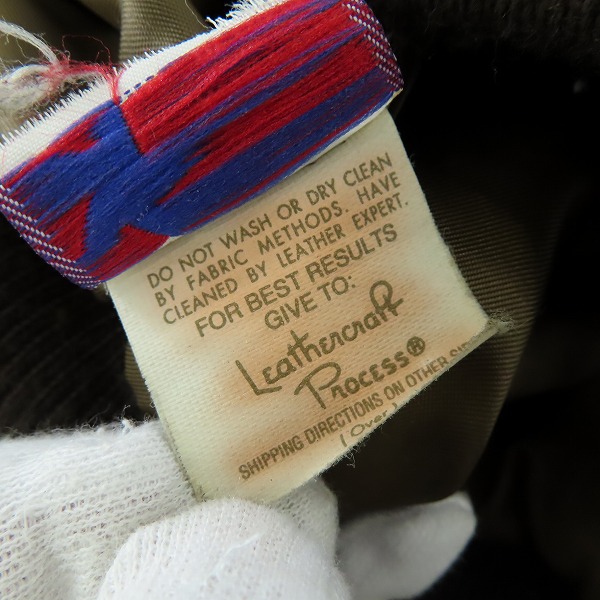 DO NOT WASH OR DRY CLEAN
BY FABRIC METHODS. HAVE
CLEANED BY LEATHER EXPERT.
FOR BEST RESULTS
GIVE TO:
Leathercraft
Process®
SHIPPING DIRECTIONS ON OTHER SIDE
(Over)